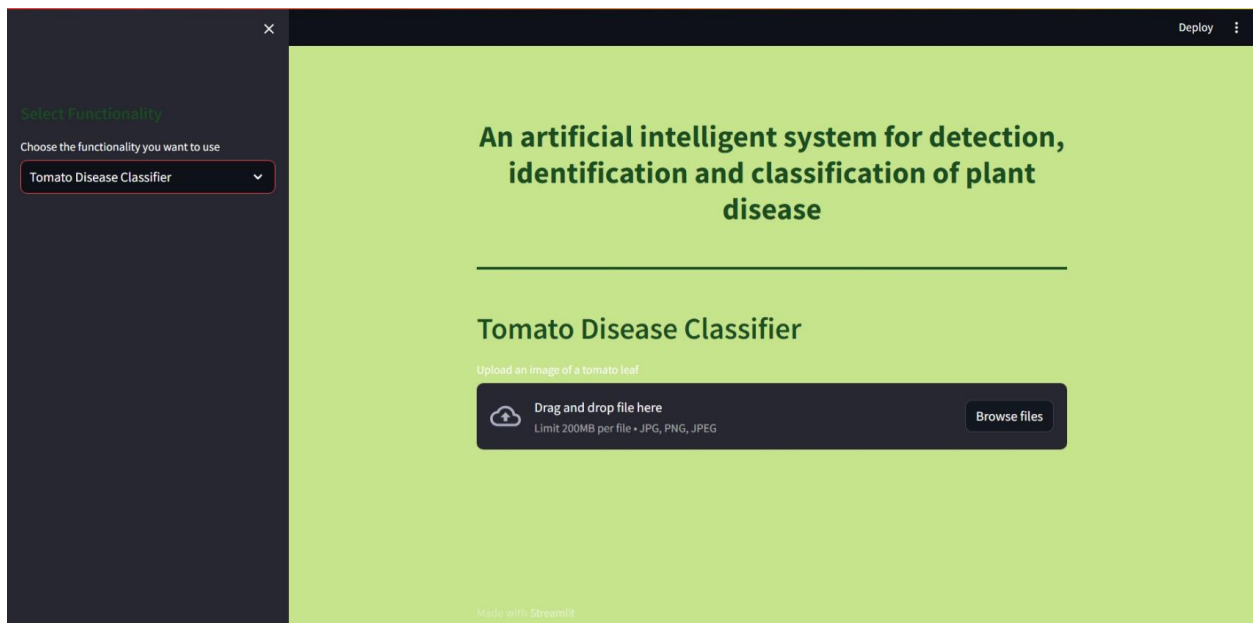 Deploy
Select Functionality
Choose the functionality you want to use
Tomato Disease Classifier
An artificial intelligent system for detection,
identification and classification of plant
disease
Tomato Disease Classifier
Upload an image of a tomato leaf
Drag and drop file here
Limit 200MB per file • JPG, PNG, JPEG
Browse files
Made with Streamlit